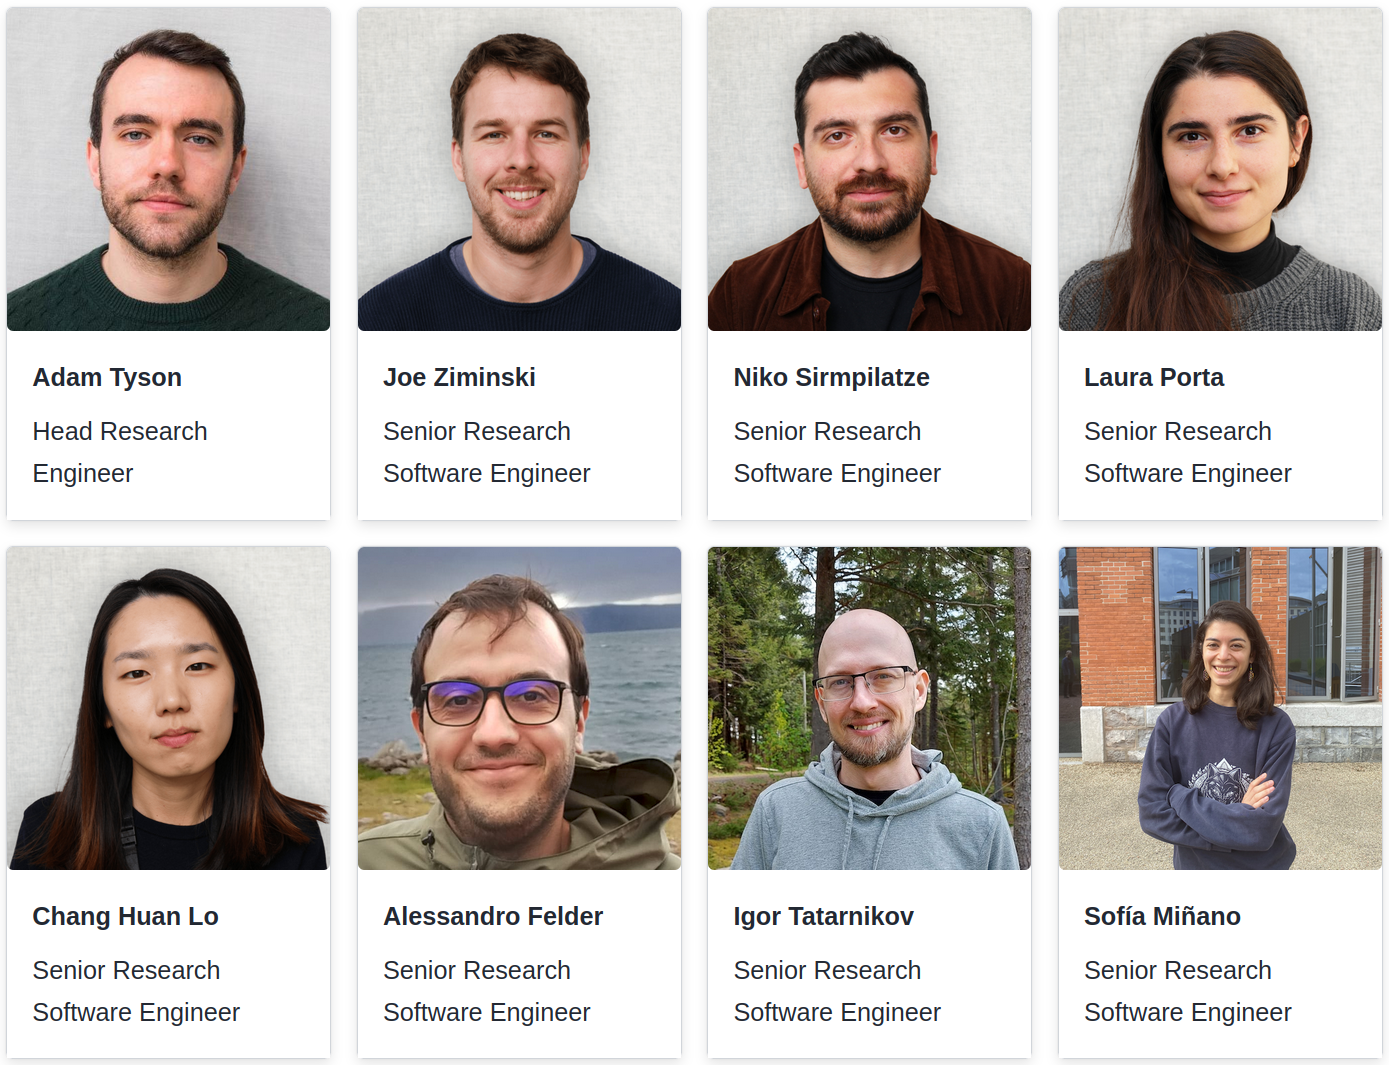 Adam Tyson
Head Research
Engineer
Joe Ziminski
Senior Research
Software Engineer
Niko Sirmpilatze
Senior Research
Software Engineer
Laura Porta
Senior Research
Software Engineer
Chang Huan Lo
Senior Research
Software Engineer
Alessandro Felder
Senior Research
Software Engineer
Igor Tatarnikov
Senior Research
Software Engineer
Sofía Miñano
Senior Research
Software Engineer